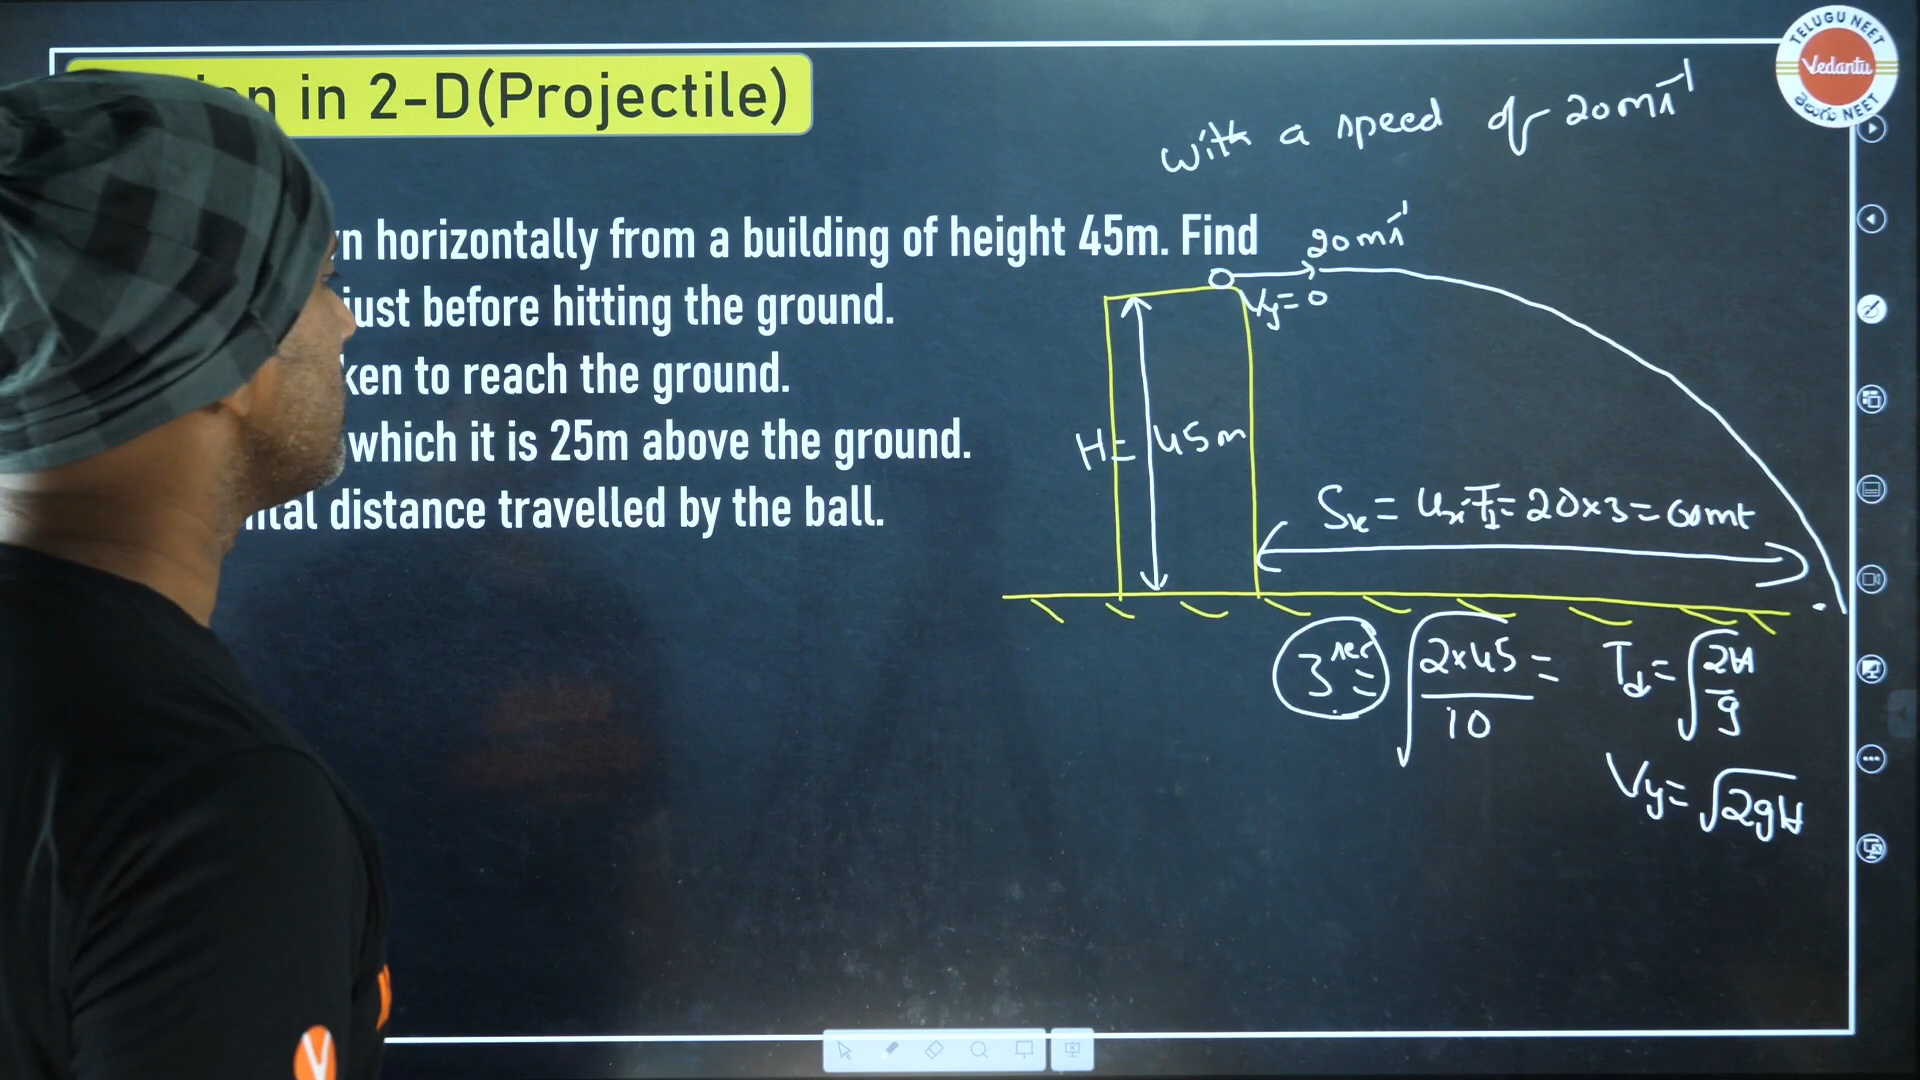 in 2-D(Projectile)
horizontally from a building of height 45m. Find
just before hitting the ground.
to reach the ground.
which it is 25m above the ground.
distance travelled by the ball.
with a speed of 20ms⁻¹
20ms⁻¹
Vy = 0
H = 45m
Sx = ux · T = 20×3 = 60mt
3 sec = √(2×45/10) = Td = √(2H/g)
Vy = √2gH
TELUGU NEET
Vedantu
తెలుగు NEET
V